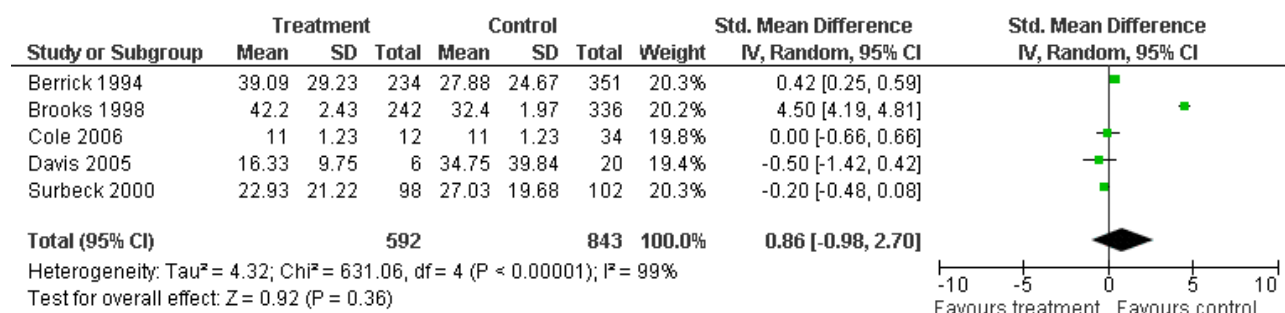 Treatment Control Std. Mean Difference Std. Mean Difference
Study or Subgroup Mean SD Total Mean SD Total Weight IV, Random, 95% CI IV, Random, 95% CI
Berrick 1994 39.09 29.23 234 27.88 24.67 351 20.3% 0.42 [0.25, 0.59]
Brooks 1998 42.2 2.43 242 32.4 1.97 336 20.2% 4.50 [4.19, 4.81]
Cole 2006 11 1.23 12 11 1.23 34 19.8% 0.00 [-0.66, 0.66]
Davis 2005 16.33 9.75 6 34.75 39.84 20 19.4% -0.50 [-1.42, 0.42]
Surbeck 2000 22.93 21.22 98 27.03 19.68 102 20.3% -0.20 [-0.48, 0.08]
Total (95% CI) 592 843 100.0% 0.86 [-0.98, 2.70]
Heterogeneity: Tau² = 4.32; Chi² = 631.06, df = 4 (P < 0.00001); I² = 99%
Test for overall effect: Z = 0.92 (P = 0.36)
-10 -5 0 5 10
Favours treatment Favours control